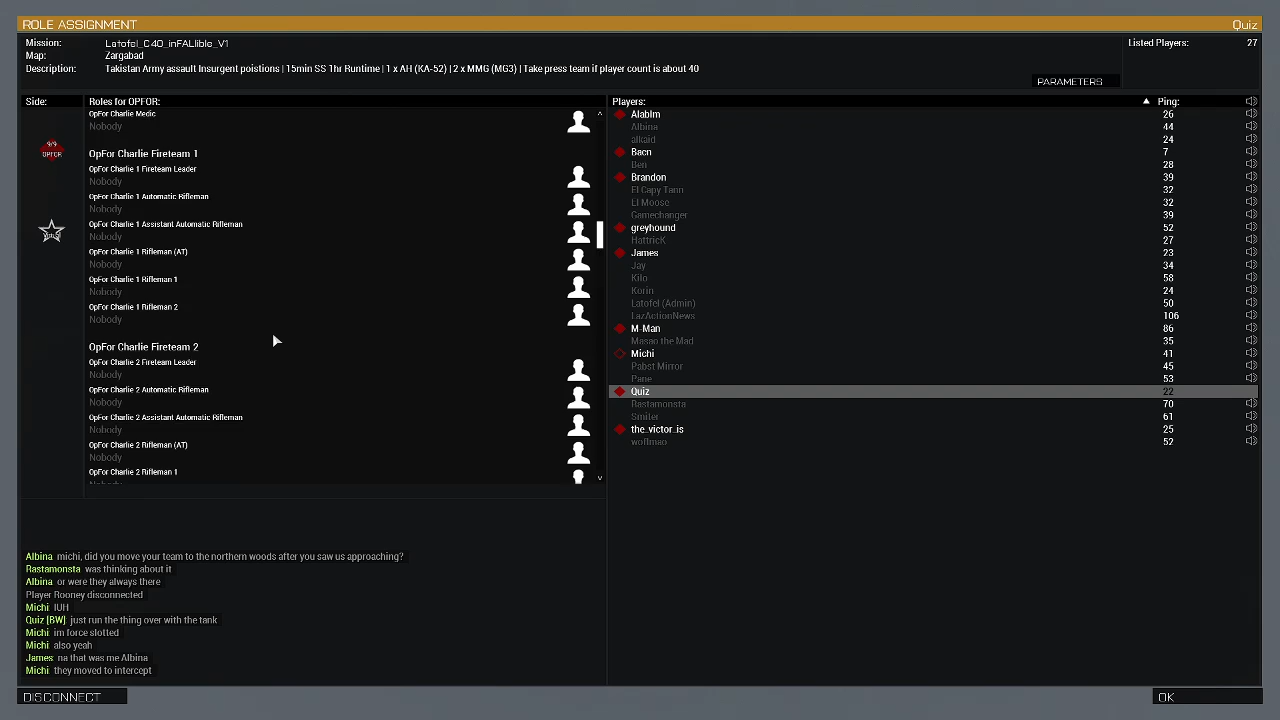 ROLE ASSIGNMENT
Quiz
Mission: Latofel_C40_inFALlible_V1
Listed Players: 27
Map: Zargabad
Description: Takistan Army assault Insurgent poistions | 15min SS 1hr Runtime | 1 x AH (KA-52) | 2 x MMG (MG3) | Take press team if player count is about 40
PARAMETERS
Side:
9/9
OPFOR
Roles for OPFOR:
OpFor Charlie Medic
Nobody
OpFor Charlie Fireteam 1
OpFor Charlie 1 Fireteam Leader
Nobody
OpFor Charlie 1 Automatic Rifleman
Nobody
OpFor Charlie 1 Assistant Automatic Rifleman
Nobody
OpFor Charlie 1 Rifleman (AT)
Nobody
OpFor Charlie 1 Rifleman 1
Nobody
OpFor Charlie 1 Rifleman 2
Nobody
OpFor Charlie Fireteam 2
OpFor Charlie 2 Fireteam Leader
Nobody
OpFor Charlie 2 Automatic Rifleman
Nobody
OpFor Charlie 2 Assistant Automatic Rifleman
Nobody
OpFor Charlie 2 Rifleman (AT)
Nobody
OpFor Charlie 2 Rifleman 1
Nobody
Players: Ping:
Alablm 26
Albina 44
alkaid 24
Bacn 7
Ben 28
Brandon 39
El Capy Tann 32
El Moose 32
Gamechanger 39
greyhound 52
HattricK 27
James 23
Jay 34
Kilo 58
Korin 24
Latofel (Admin) 50
LazActionNews 106
M-Man 86
Masao the Mad 35
Michi 41
Pabst Mirror 45
Pane 53
Quiz 22
Rastamonsta 70
Smiter 61
the_victor_is 25
woffmao 52
Albina michi, did you move your team to the northern woods after you saw us approaching?
Rastamonsta was thinking about it
Albina or were they always there
Player Rooney disconnected
Michi IUH
Quiz [BW] just run the thing over with the tank
Michi im force slotted
Michi also yeah
James na that was me Albina
Michi they moved to intercept
DISCONNECT
OK